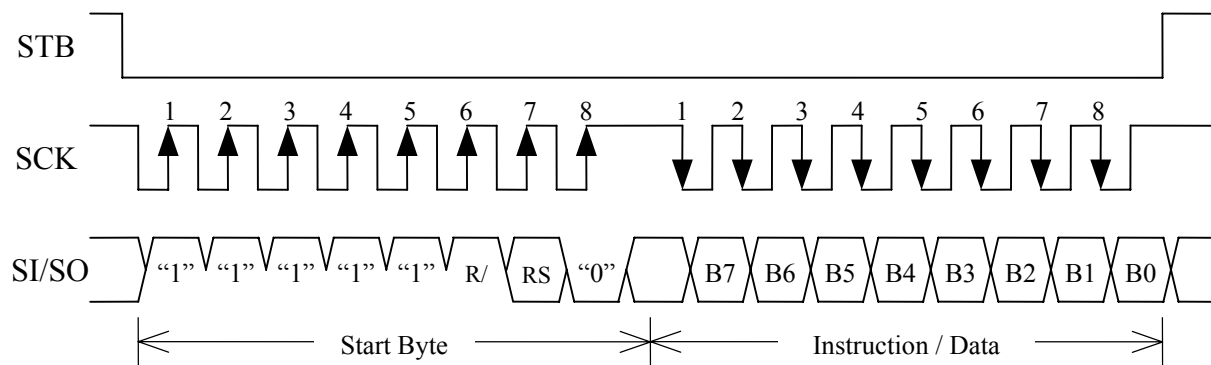 STB
1 2 3 4 5 6 7 8 1 2 3 4 5 6 7 8
SCK
SI/SO “1” “1” “1” “1” “1” R/ RS “0” B7 B6 B5 B4 B3 B2 B1 B0
Start Byte Instruction / Data